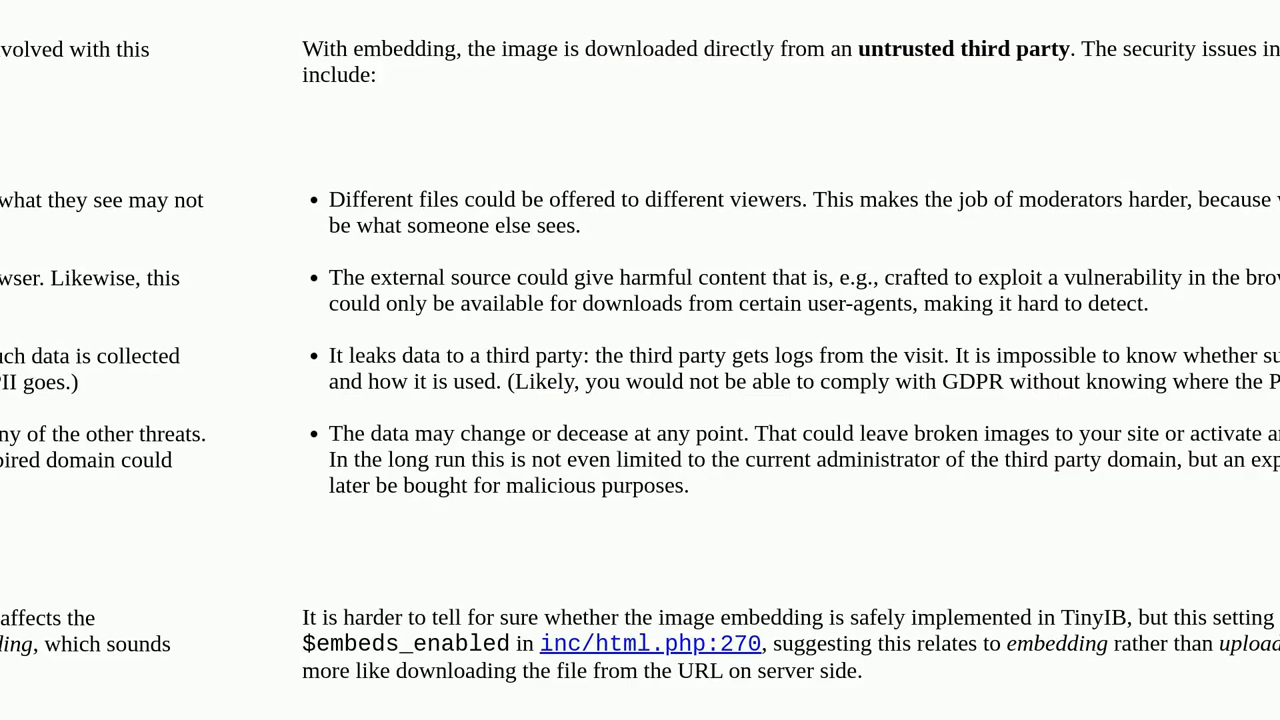 volved with this
what they see may not
wser. Likewise, this
uch data is collected
PII goes.)
ny of the other threats.
pired domain could
affects the
ding, which sounds
With embedding, the image is downloaded directly from an untrusted third party. The security issues in
include:
• Different files could be offered to different viewers. This makes the job of moderators harder, because
be what someone else sees.
• The external source could give harmful content that is, e.g., crafted to exploit a vulnerability in the brow
could only be available for downloads from certain user-agents, making it hard to detect.
• It leaks data to a third party: the third party gets logs from the visit. It is impossible to know whether su
and how it is used. (Likely, you would not be able to comply with GDPR without knowing where the P
• The data may change or decease at any point. That could leave broken images to your site or activate a
In the long run this is not even limited to the current administrator of the third party domain, but an exp
later be bought for malicious purposes.
It is harder to tell for sure whether the image embedding is safely implemented in TinyIB, but this setting
$embeds_enabled in inc/html.php:270, suggesting this relates to embedding rather than upload
more like downloading the file from the URL on server side.